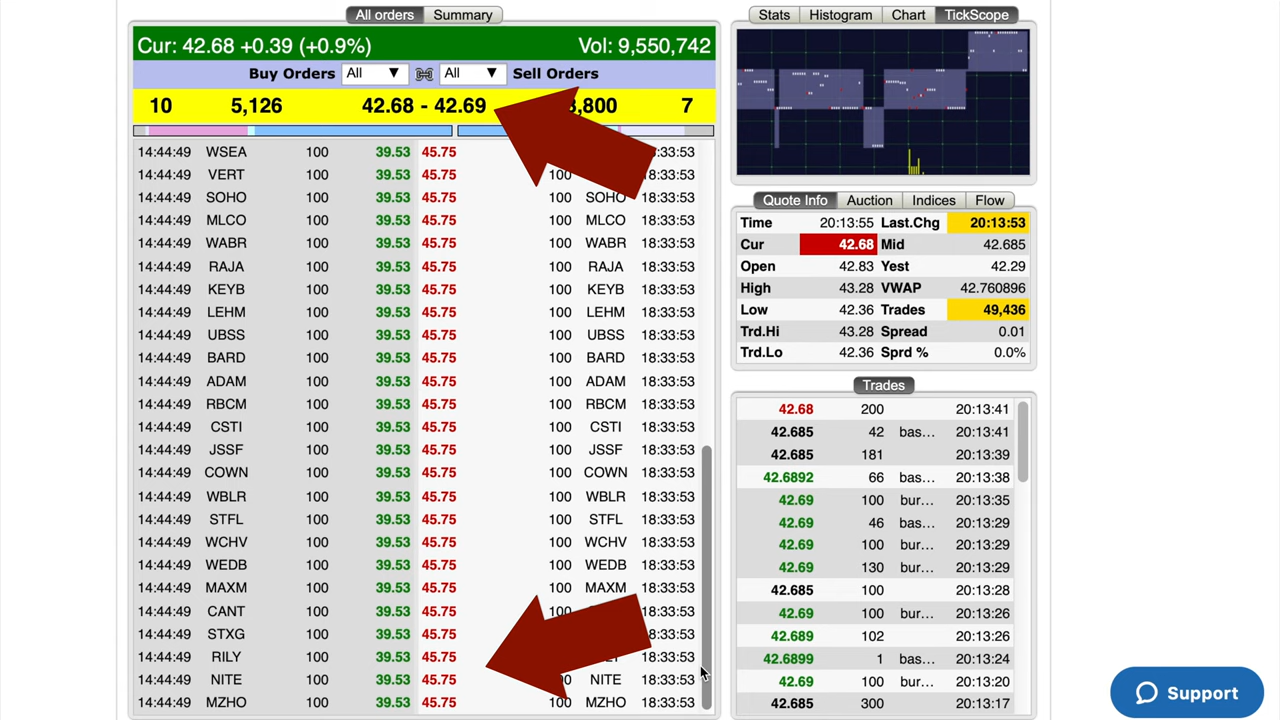 All orders Summary
Cur: 42.68 +0.39 (+0.9%) Vol: 9,550,742
Buy Orders All ▼ All ▼ Sell Orders
10 5,126 42.68 - 42.69 7
14:44:49 WSEA 100 39.53 45.75
14:44:49 VERT 100 39.53 45.75 100 18:33:53
14:44:49 SOHO 100 39.53 45.75 100 SOHO 18:33:53
14:44:49 MLCO 100 39.53 45.75 100 MLCO 18:33:53
14:44:49 WABR 100 39.53 45.75 100 WABR 18:33:53
14:44:49 RAJA 100 39.53 45.75 100 RAJA 18:33:53
14:44:49 KEYB 100 39.53 45.75 100 KEYB 18:33:53
14:44:49 LEHM 100 39.53 45.75 100 LEHM 18:33:53
14:44:49 UBSS 100 39.53 45.75 100 UBSS 18:33:53
14:44:49 BARD 100 39.53 45.75 100 BARD 18:33:53
14:44:49 ADAM 100 39.53 45.75 100 ADAM 18:33:53
14:44:49 RBCM 100 39.53 45.75 100 RBCM 18:33:53
14:44:49 CSTI 100 39.53 45.75 100 CSTI 18:33:53
14:44:49 JSSF 100 39.53 45.75 100 JSSF 18:33:53
14:44:49 COWN 100 39.53 45.75 100 COWN 18:33:53
14:44:49 WBLR 100 39.53 45.75 100 WBLR 18:33:53
14:44:49 STFL 100 39.53 45.75 100 STFL 18:33:53
14:44:49 WCHV 100 39.53 45.75 100 WCHV 18:33:53
14:44:49 WEDB 100 39.53 45.75 100 WEDB 18:33:53
14:44:49 MAXM 100 39.53 45.75 100 MAXM 18:33:53
14:44:49 CANT 100 39.53 45.75 100 18:33:53
14:44:49 STXG 100 39.53 45.75
14:44:49 RILY 100 39.53 45.75 18:33:53
14:44:49 NITE 100 39.53 45.75 NITE 18:33:53
14:44:49 MZHO 100 39.53 45.75 100 MZHO 18:33:53
Stats Histogram Chart TickScope
Quote Info Auction Indices Flow
Time 20:13:55 Last.Chg 20:13:53
Cur 42.68 Mid 42.685
Open 42.83 Yest 42.29
High 43.28 VWAP 42.760896
Low 42.36 Trades 49,436
Trd.Hi 43.28 Spread 0.01
Trd.Lo 42.36 Sprd % 0.0%
Trades
42.68 200 20:13:41
42.685 42 bas... 20:13:41
42.685 181 20:13:39
42.6892 66 bas... 20:13:38
42.69 100 bur... 20:13:35
42.69 46 bas... 20:13:29
42.69 100 bur... 20:13:29
42.69 130 bur... 20:13:29
42.685 100 20:13:28
42.69 100 bur... 20:13:26
42.689 102 20:13:26
42.6899 1 bas... 20:13:24
42.69 100 bur... 20:13:20
42.685 300 20:13:17
Support